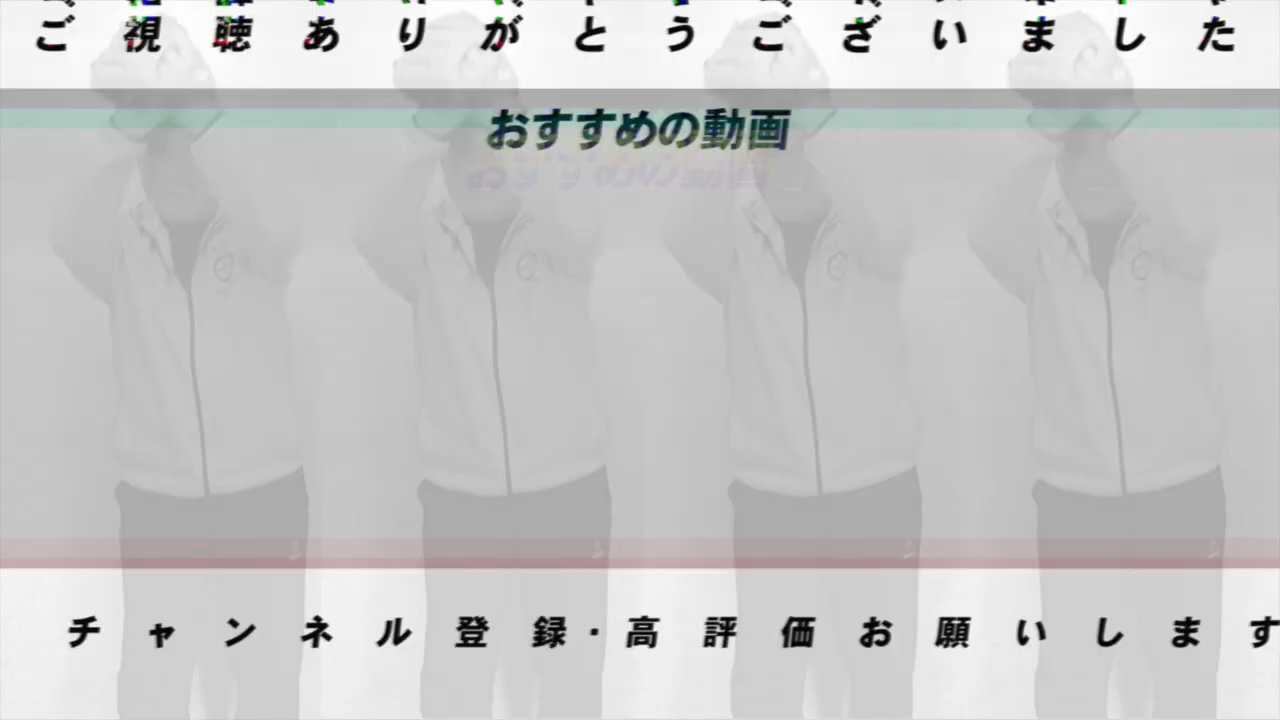 ご視聴ありがとうございました
おすすめの動画
チャンネル登録・高評価お願いします